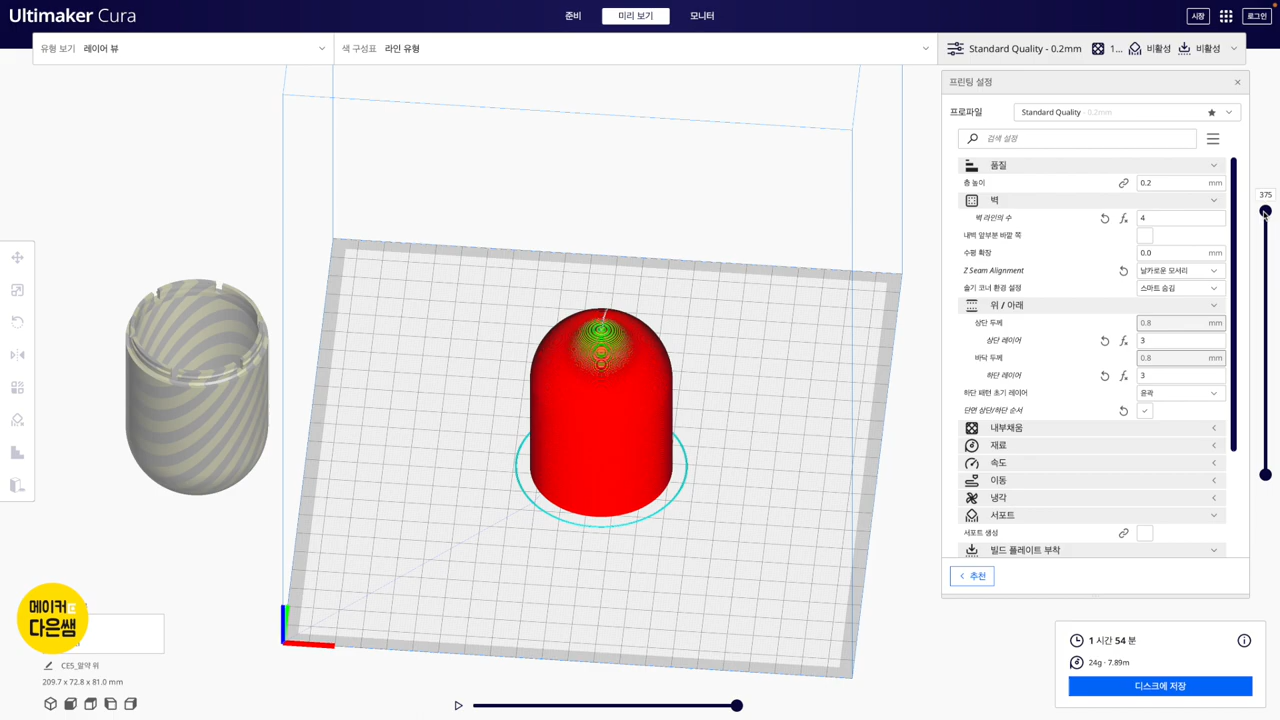 Ultimaker Cura
준비
미리 보기
모니터
시장
로그인
유형 보기 레이어 뷰
색 구성표 라인 유형
Standard Quality - 0.2mm 1... 비활성 비활성
프린팅 설정
프로파일 Standard Quality - 0.2mm
검색 설정
품질
층 높이 0.2 mm
벽
벽 라인의 수 4
내벽 앞부분 바깥 쪽
수평 확장 0.0 mm
Z Seam Alignment 날카로운 모서리
솔기 코너 환경 설정 스마트 숨김
위 / 아래
상단 두께 0.8 mm
상단 레이어 3
바닥 두께 0.8 mm
하단 레이어 3
하단 패턴 초기 레이어 윤곽
단면 상단/하단 순서
내부채움
재료
속도
이동
냉각
서포트
서포트 생성
빌드 플레이트 부착
추천
375
메이커 E
다은쌤
CE5_알약 위
209.7 x 72.8 x 81.0 mm
1 시간 54 분
24g · 7.89m
디스크에 저장